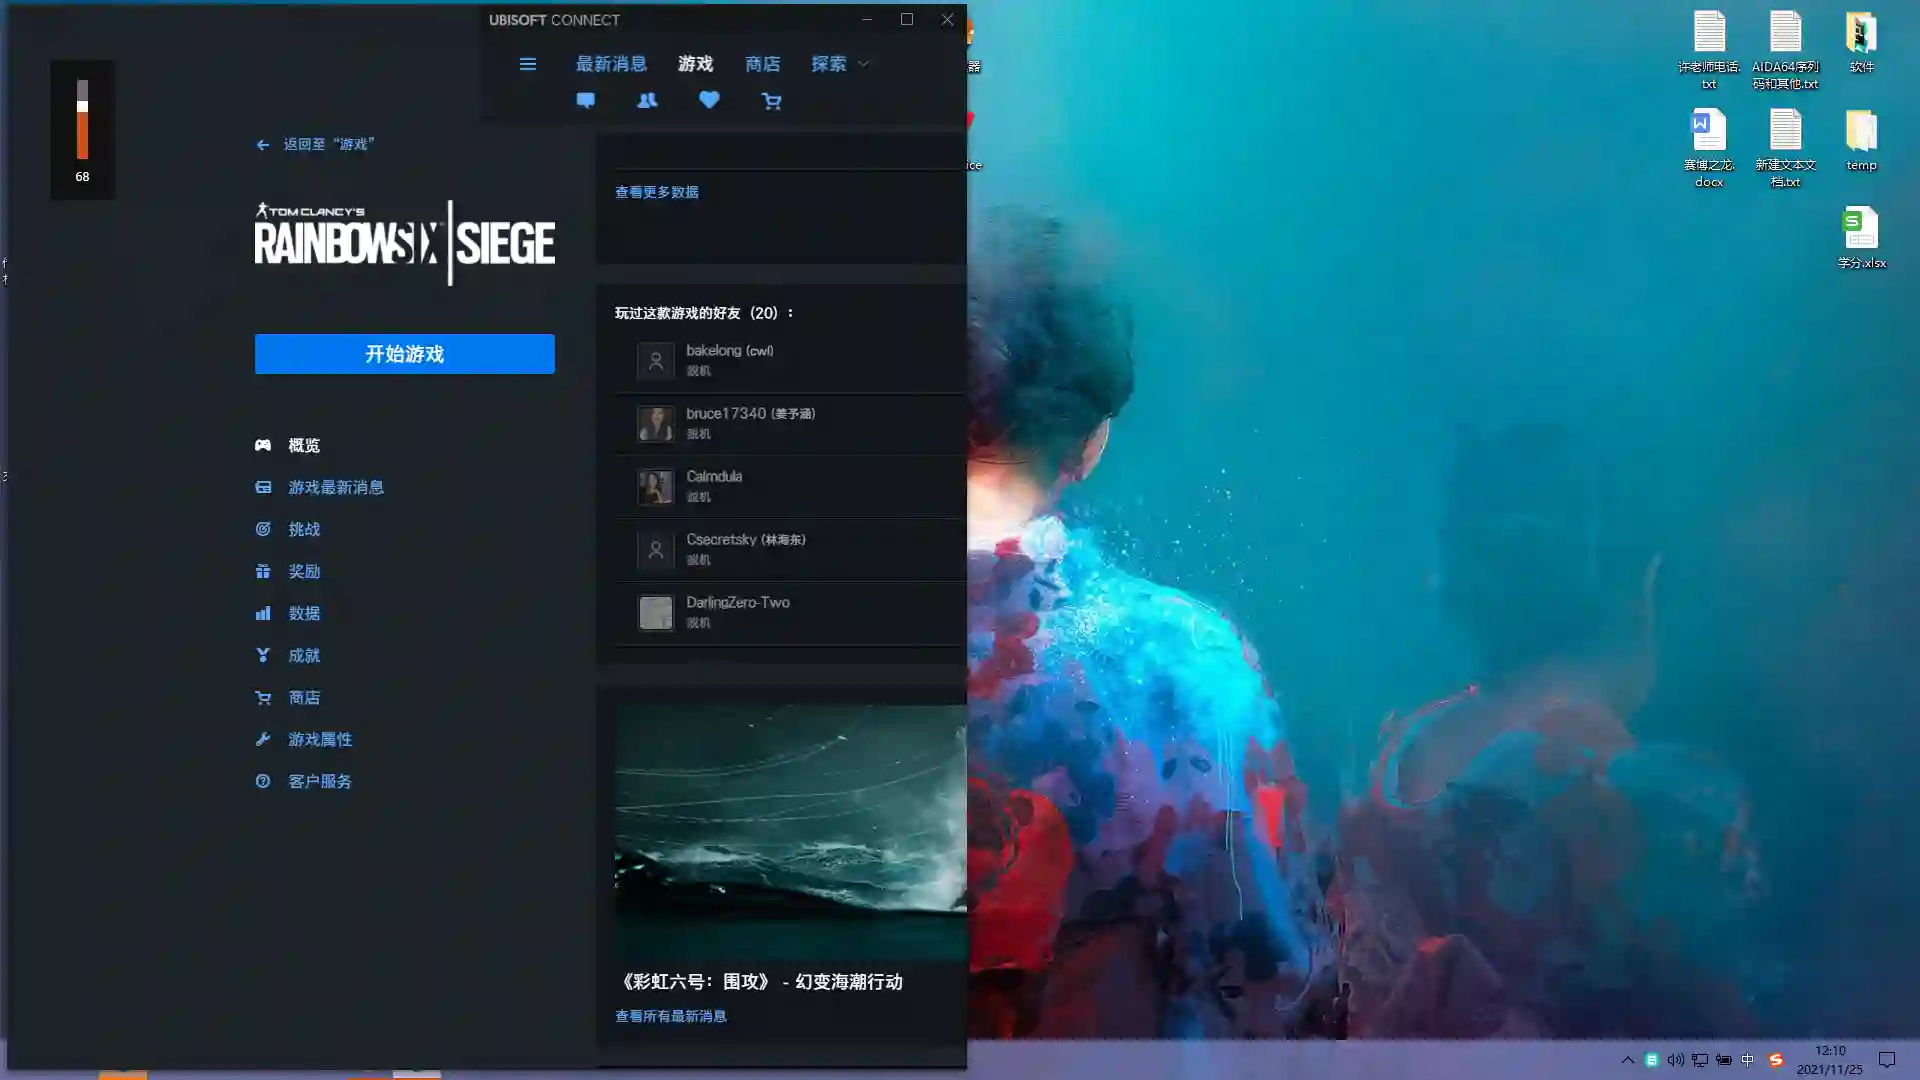 UBISOFT CONNECT
最新消息
游戏
商店
探索
68
返回至“游戏”
TOM CLANCY'S
RAINBOWSIX SIEGE
开始游戏
概览
游戏最新消息
挑战
奖励
数据
成就
商店
游戏属性
客户服务
查看更多数据
玩过这款游戏的好友（20）：
bakelong (cwl)
脱机
bruce17340 (姜予涵)
脱机
Calmdula
脱机
Csecretsky (林海东)
脱机
DarlingZero-Two
脱机
《彩虹六号：围攻》 - 幻变海潮行动
查看所有最新消息
器
ice
许老师电话.
txt
AIDA64序列
码和其他.txt
软件
赛博之龙.
docx
新建文本文
档.txt
temp
学分.xlsx
中
12:10
2021/11/25